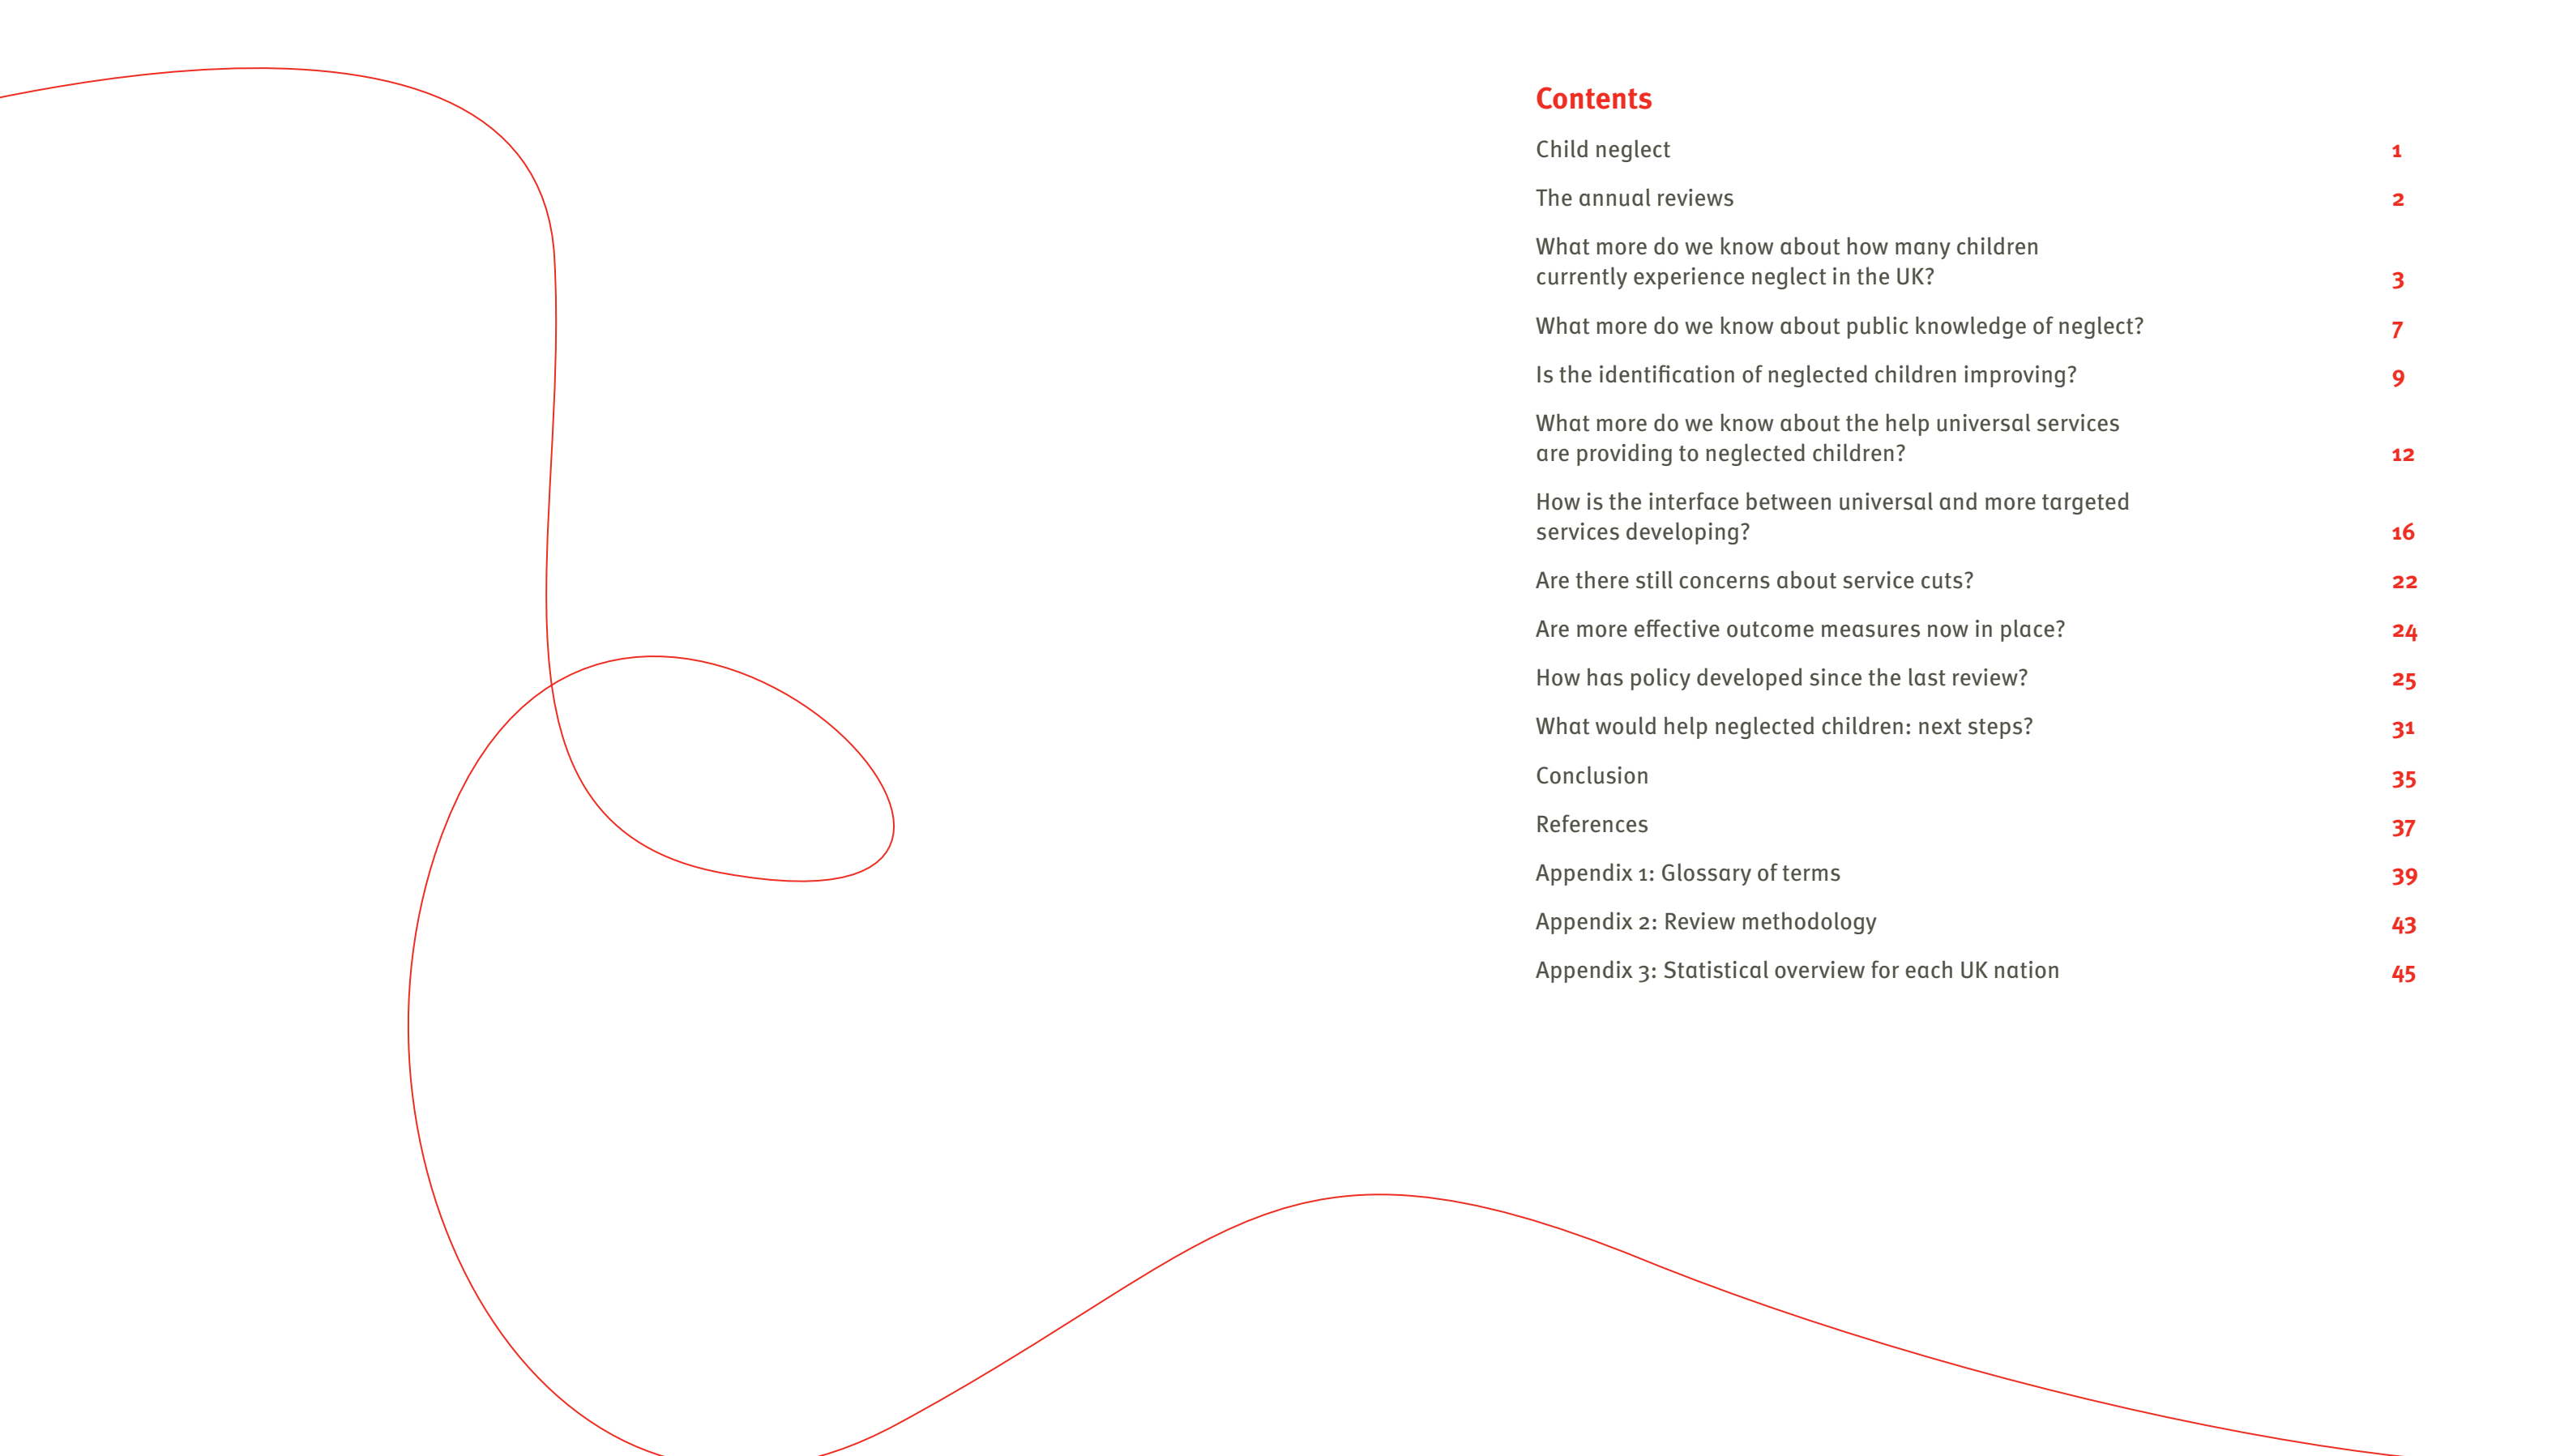 Contents
Child neglect 1
The annual reviews 2
What more do we know about how many children
currently experience neglect in the UK? 3
What more do we know about public knowledge of neglect? 7
Is the identification of neglected children improving? 9
What more do we know about the help universal services
are providing to neglected children? 12
How is the interface between universal and more targeted
services developing? 16
Are there still concerns about service cuts? 22
Are more effective outcome measures now in place? 24
How has policy developed since the last review? 25
What would help neglected children: next steps? 31
Conclusion 35
References 37
Appendix 1: Glossary of terms 39
Appendix 2: Review methodology 43
Appendix 3: Statistical overview for each UK nation 45